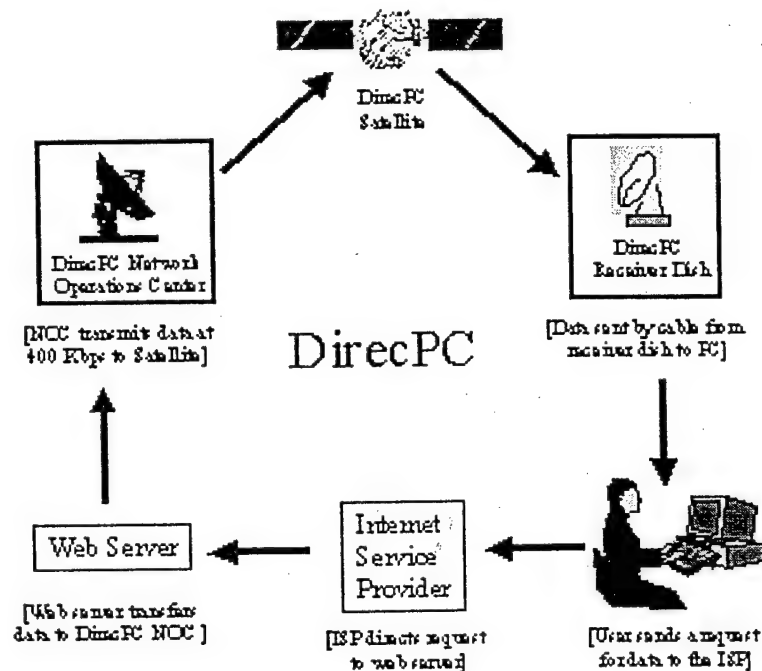 DirecPC
Satellite
DirecPC Network
Operations Center
DirecPC
Receiver Dish
[NOC transmits data at
400 Kbps to Satellite]
[Data sent by cable from
receiver dish to PC]
DirecPC
Web Server
Internet
Service
Provider
[Web server transfers
data to DirecPC NOC ]
[ISP directs request
to web server]
[User sends a request
for data to the ISP]